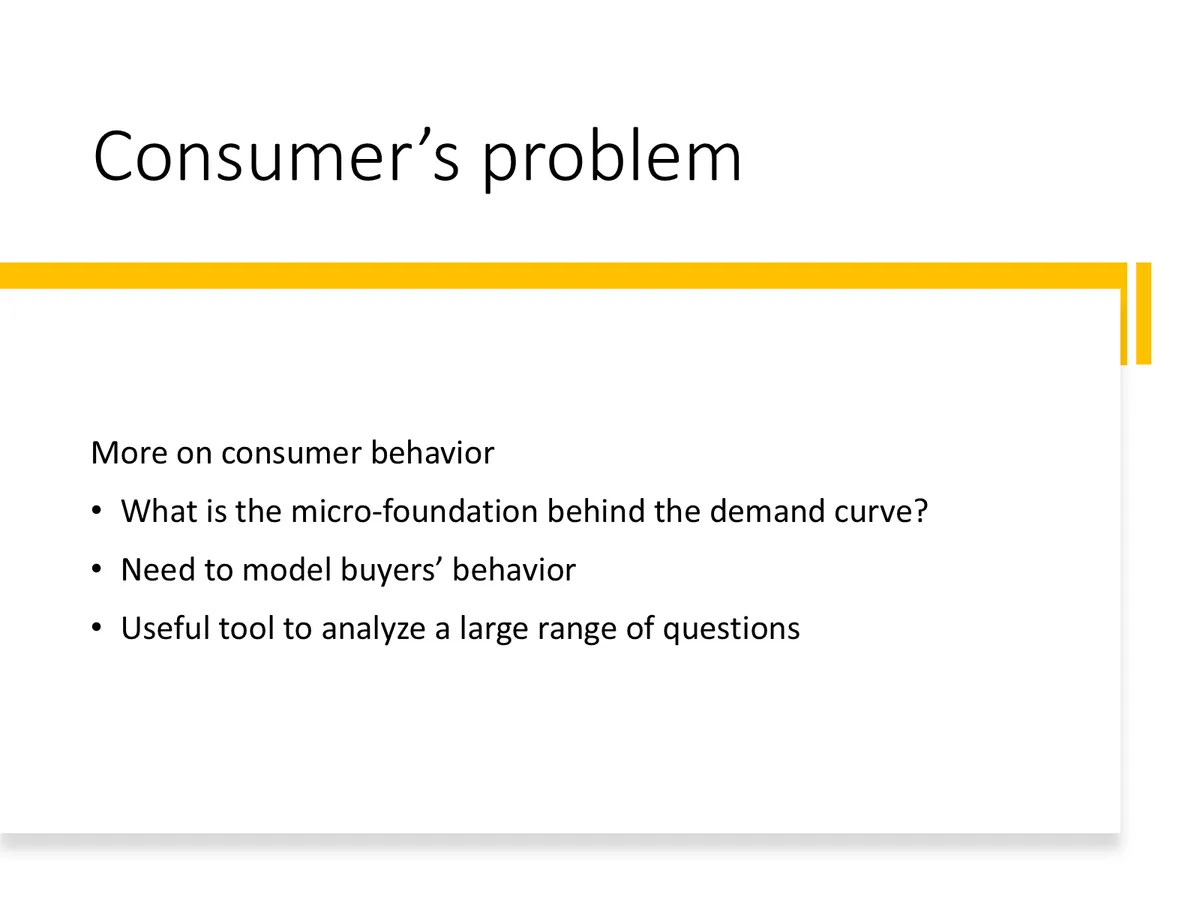 Consumer’s problem
More on consumer behavior
• What is the micro-foundation behind the demand curve?
• Need to model buyers’ behavior
• Useful tool to analyze a large range of questions